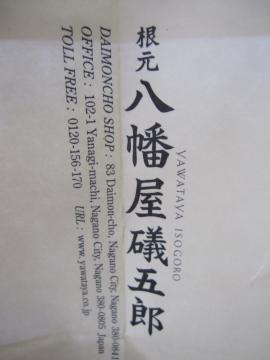 根元 八幡屋礒五郎
YAWATAYA ISOGORO
DAIMONCHO SHOP : 83 Daimon-cho, Nagano City, Nagano 380-0841
OFFICE : 102-1 Yanagi-machi, Nagano City, Nagano 380-0805 Japan
TOLL FREE : 0120-156-170 URL : www.yawataya.co.jp